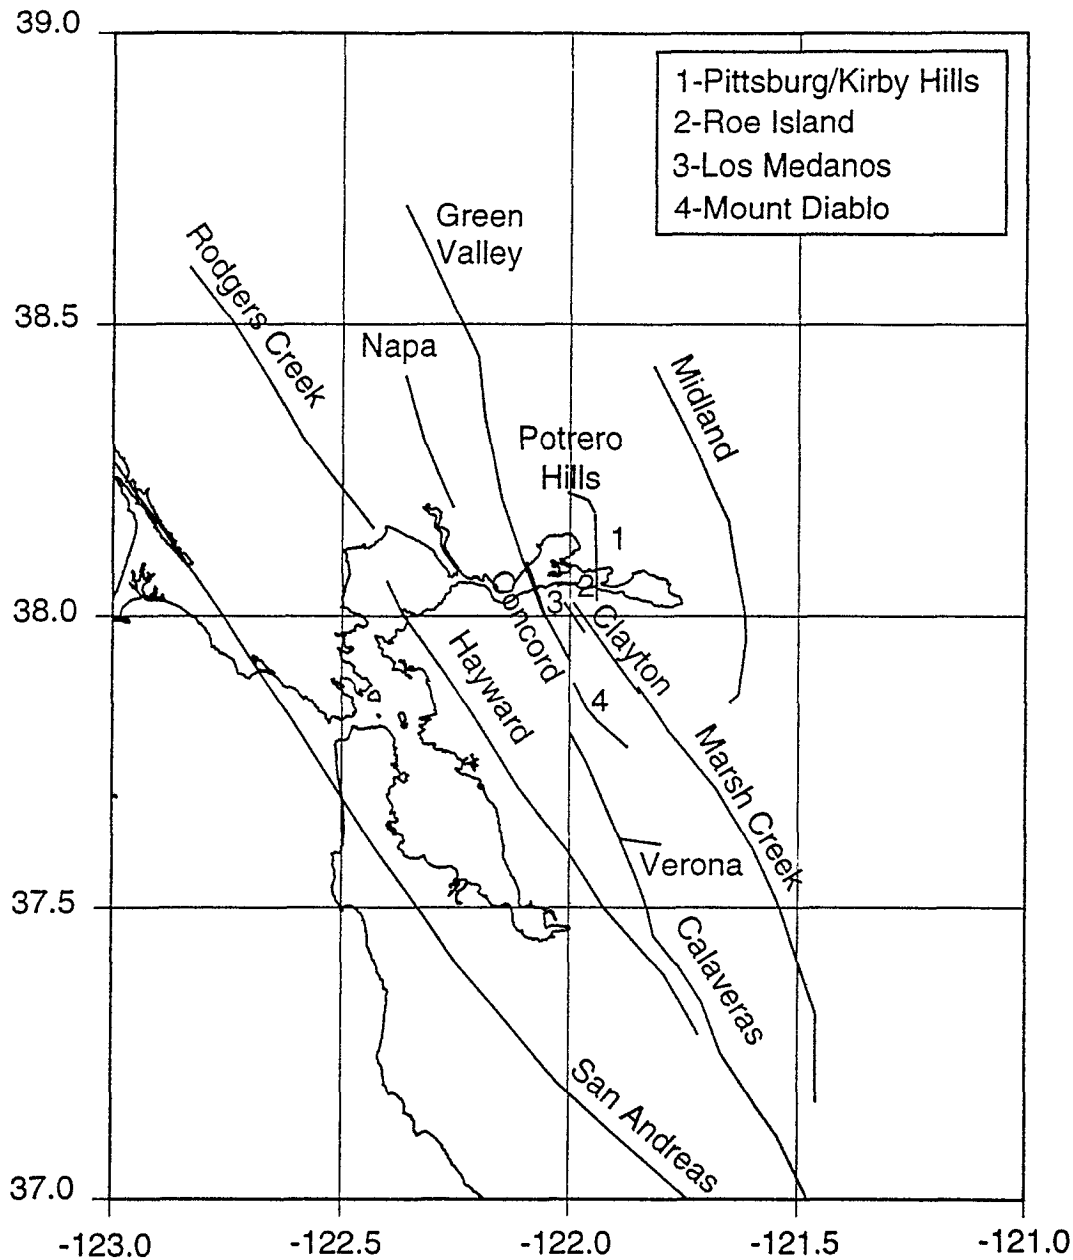 39.0
1-Pittsburg/Kirby Hills
2-Roe Island
3-Los Medanos
4-Mount Diablo
Green
Valley
Rodgers Creek
38.5
Napa
Midland
Potrero
Hills
1
2
3
38.0
Concord
Clayton
Hayward
4
Marsh Creek
Verona
37.5
Calaveras
San Andreas
37.0
-123.0
-122.5
-122.0
-121.5
-121.0